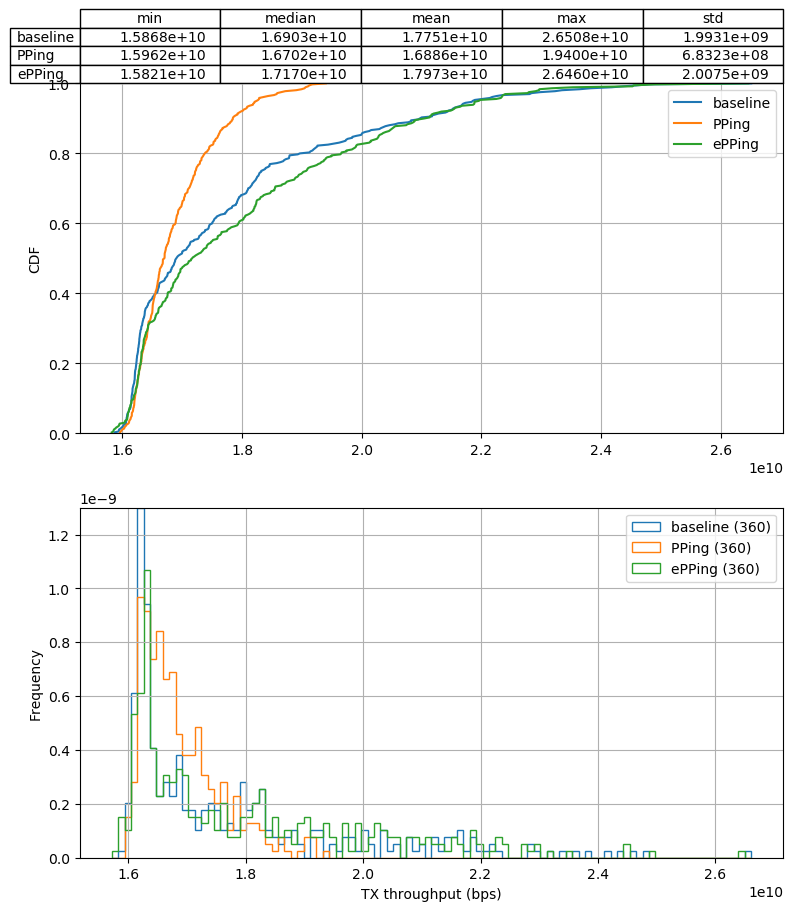 min median mean max std
baseline 1.5868e+10 1.6903e+10 1.7751e+10 2.6508e+10 1.9931e+09
PPing 1.5962e+10 1.6702e+10 1.6886e+10 1.9400e+10 6.8323e+08
ePPing 1.5821e+10 1.7170e+10 1.7973e+10 2.6460e+10 2.0075e+09
1.0
baseline
PPing
ePPing
0.8
0.6
CDF
0.4
0.2
0.0
1.6 1.8 2.0 2.2 2.4 2.6
1e10
1e−9
baseline (360)
PPing (360)
ePPing (360)
1.2
1.0
0.8
0.6
Frequency
0.4
0.2
0.0
1.6 1.8 2.0 2.2 2.4 2.6
TX throughput (bps)
1e10